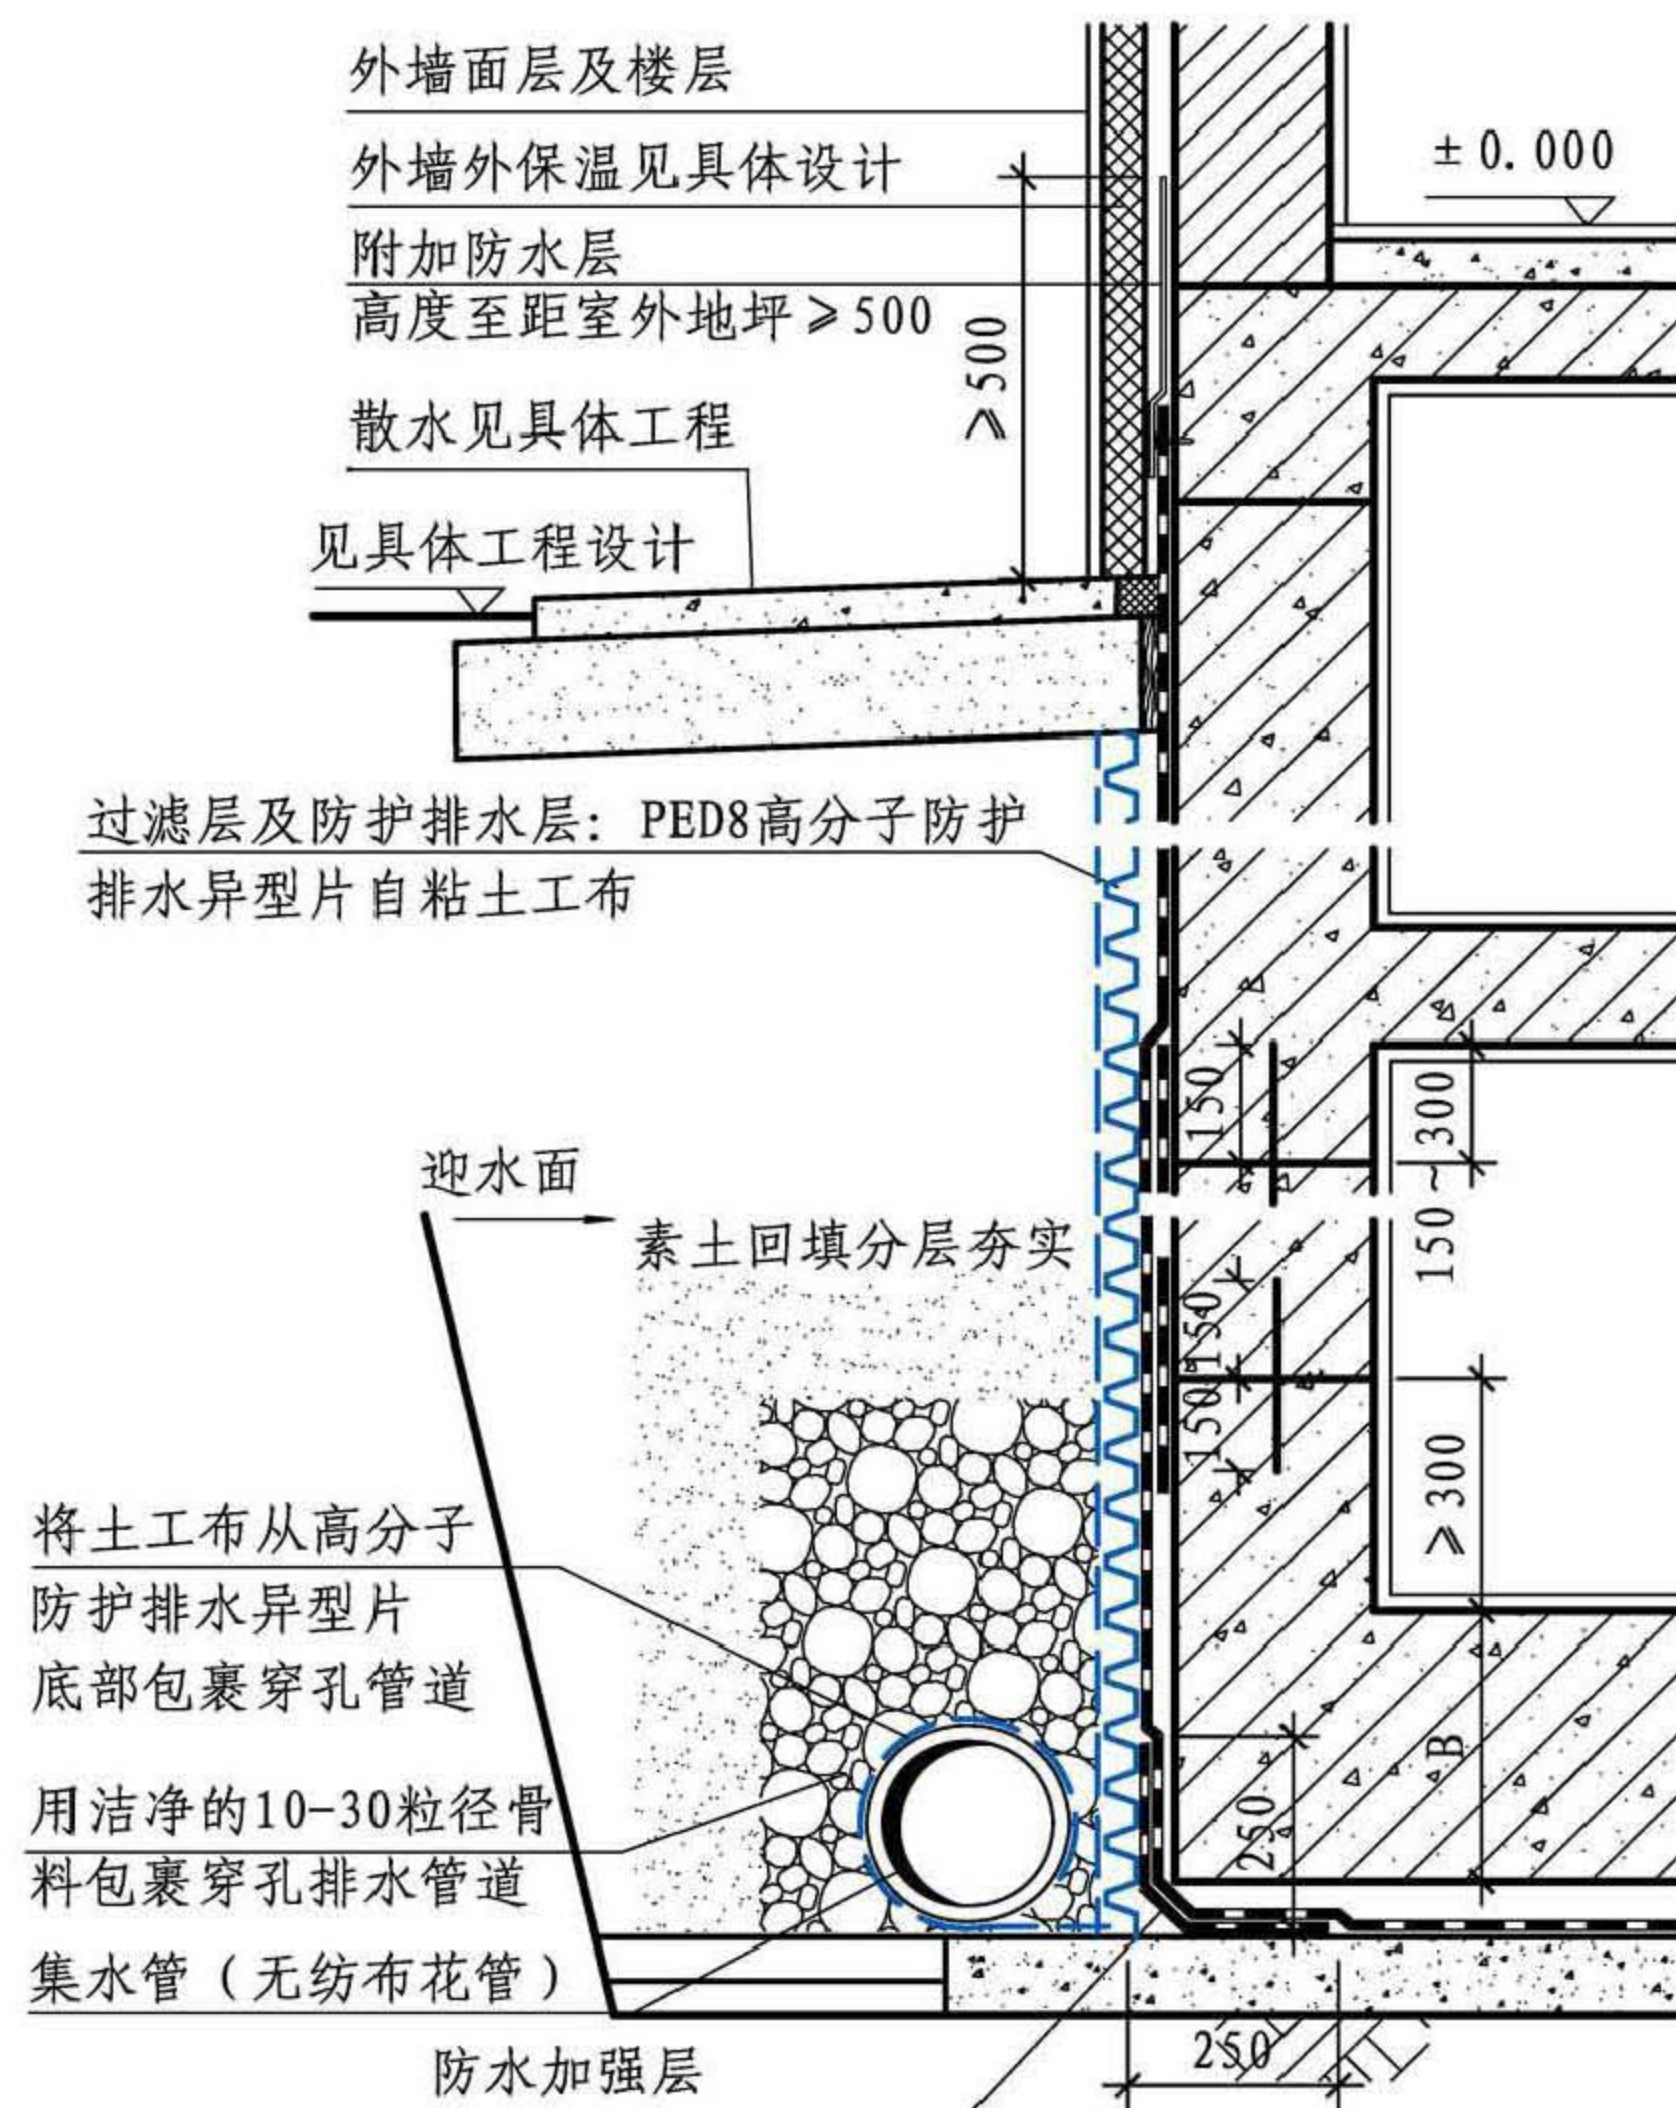 外墙面层及楼层
外墙外保温见具体设计
附加防水层
高度至距室外地坪≥500
±0.000
≥500
散水见具体工程
见具体工程设计
过滤层及防护排水层：PED8高分子防护
排水异型片自粘土工布
150
150~300
迎水面
素土回填分层夯实
150
150
≥300
将土工布从高分子
防护排水异型片
底部包裹穿孔管道
B
250
用洁净的10-30粒径骨
料包裹穿孔排水管道
集水管（无纺布花管）
250
防水加强层